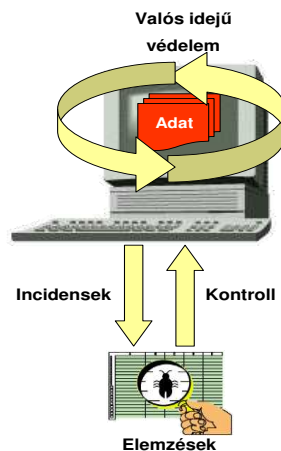 Valós idejű
védelem
Adat
Incidensek
Kontroll
Elemzések